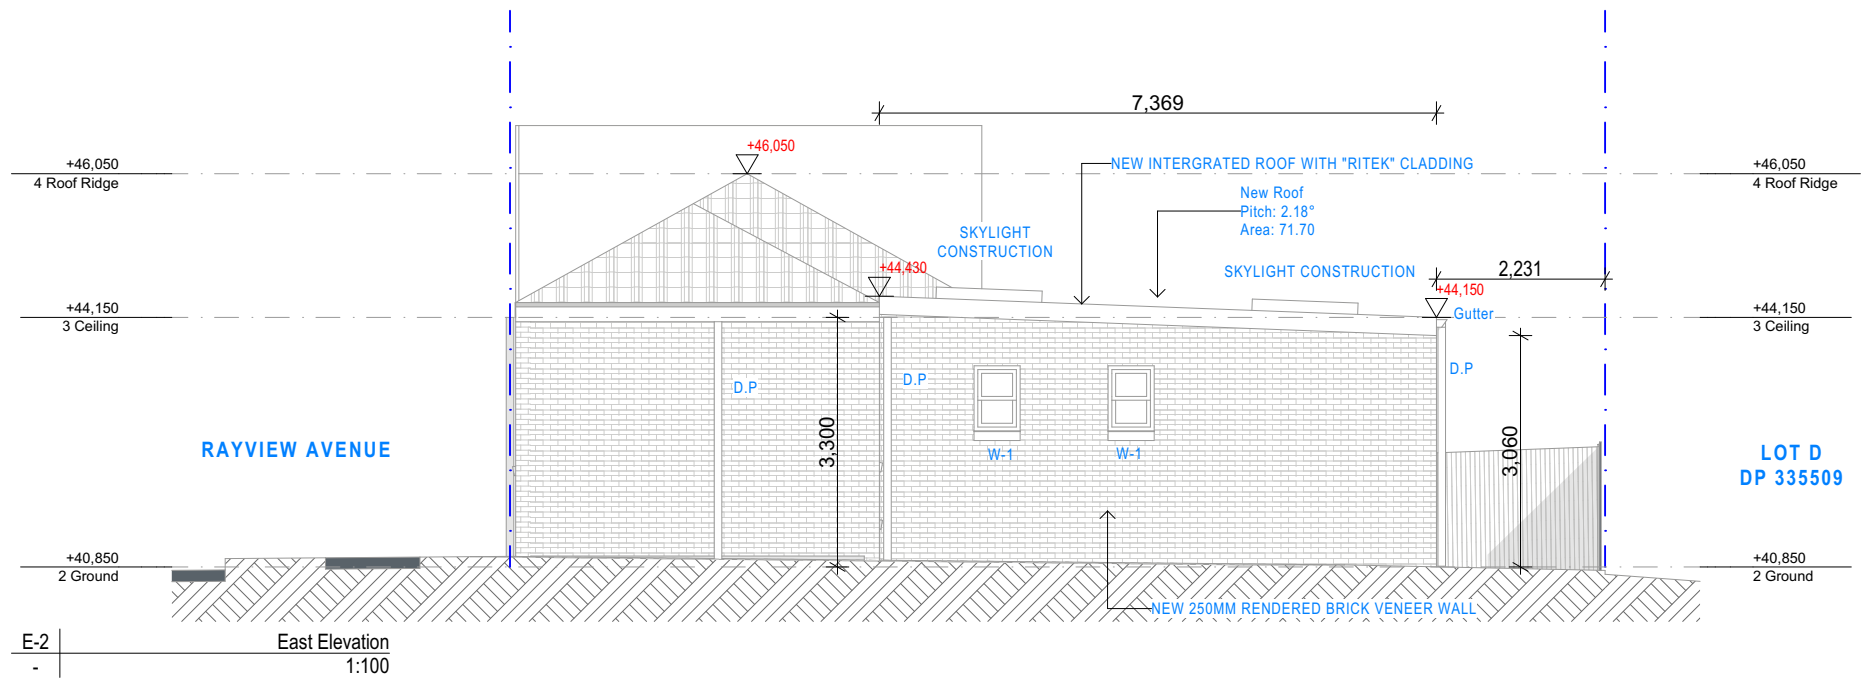 7,369
+46,050
+46,050
4 Roof Ridge
NEW INTERGRATED ROOF WITH "RITEK" CLADDING
+46,050
4 Roof Ridge
New Roof
Pitch: 2.18°
Area: 71.70
SKYLIGHT
CONSTRUCTION
+44,430
SKYLIGHT CONSTRUCTION
2,231
+44,150
+44,150
3 Ceiling
Gutter
+44,150
3 Ceiling
D.P
D.P
D.P
3,300
3,060
W-1
W-1
RAYVIEW AVENUE
LOT D
DP 335509
+40,850
2 Ground
+40,850
2 Ground
NEW 250MM RENDERED BRICK VENEER WALL
E-2
East Elevation
-
1:100